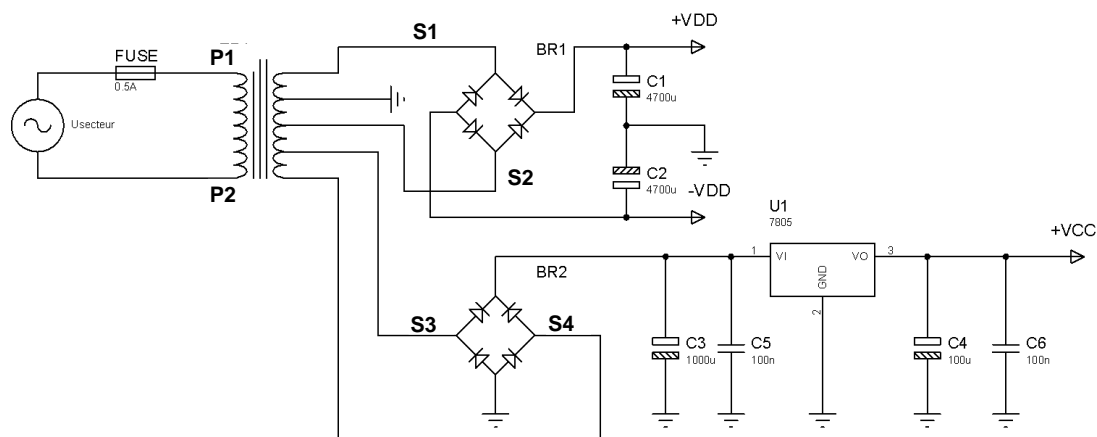 S1
+VDD
FUSE
P1
BR1
0.5A
C1
4700u
Usecteur
S2
C2
4700u
P2
-VDD
U1
7805
+VCC
1
VI
VO
3
BR2
GND
2
S3
S4
C3
1000u
C5
100n
C4
100u
C6
100n